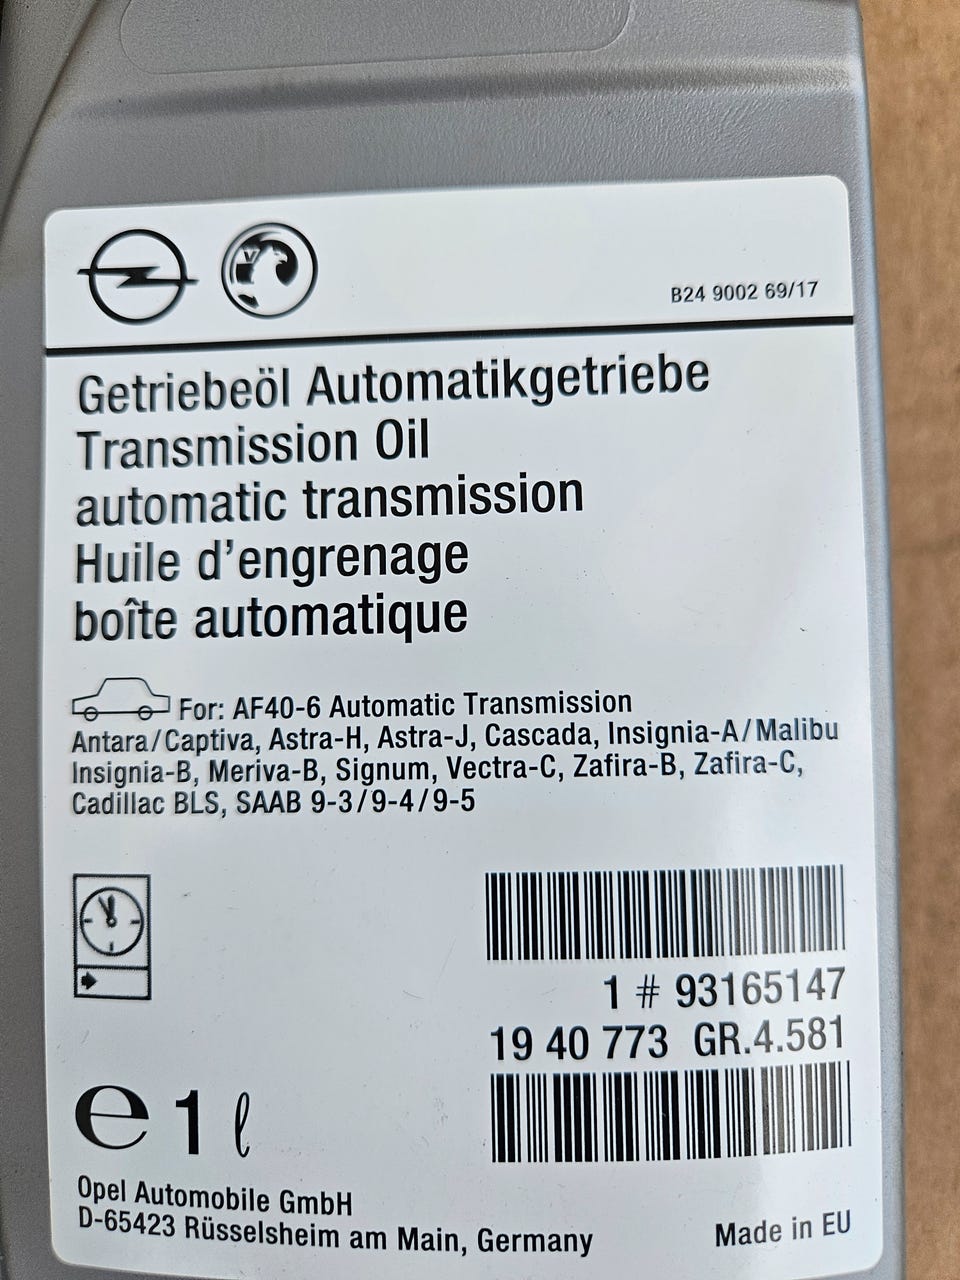 B24 9002 69/17
Getriebeöl Automatikgetriebe
Transmission Oil
automatic transmission
Huile d'engrenage
boîte automatique
For: AF40-6 Automatic Transmission
Antara/Captiva, Astra-H, Astra-J, Cascada, Insignia-A/Malibu
Insignia-B, Meriva-B, Signum, Vectra-C, Zafira-B, Zafira-C,
Cadillac BLS, SAAB 9-3/9-4/9-5
1 # 93165147
19 40 773 GR.4.581
e 1 ℓ
Opel Automobile GmbH
D-65423 Rüsselsheim am Main, Germany
Made in EU